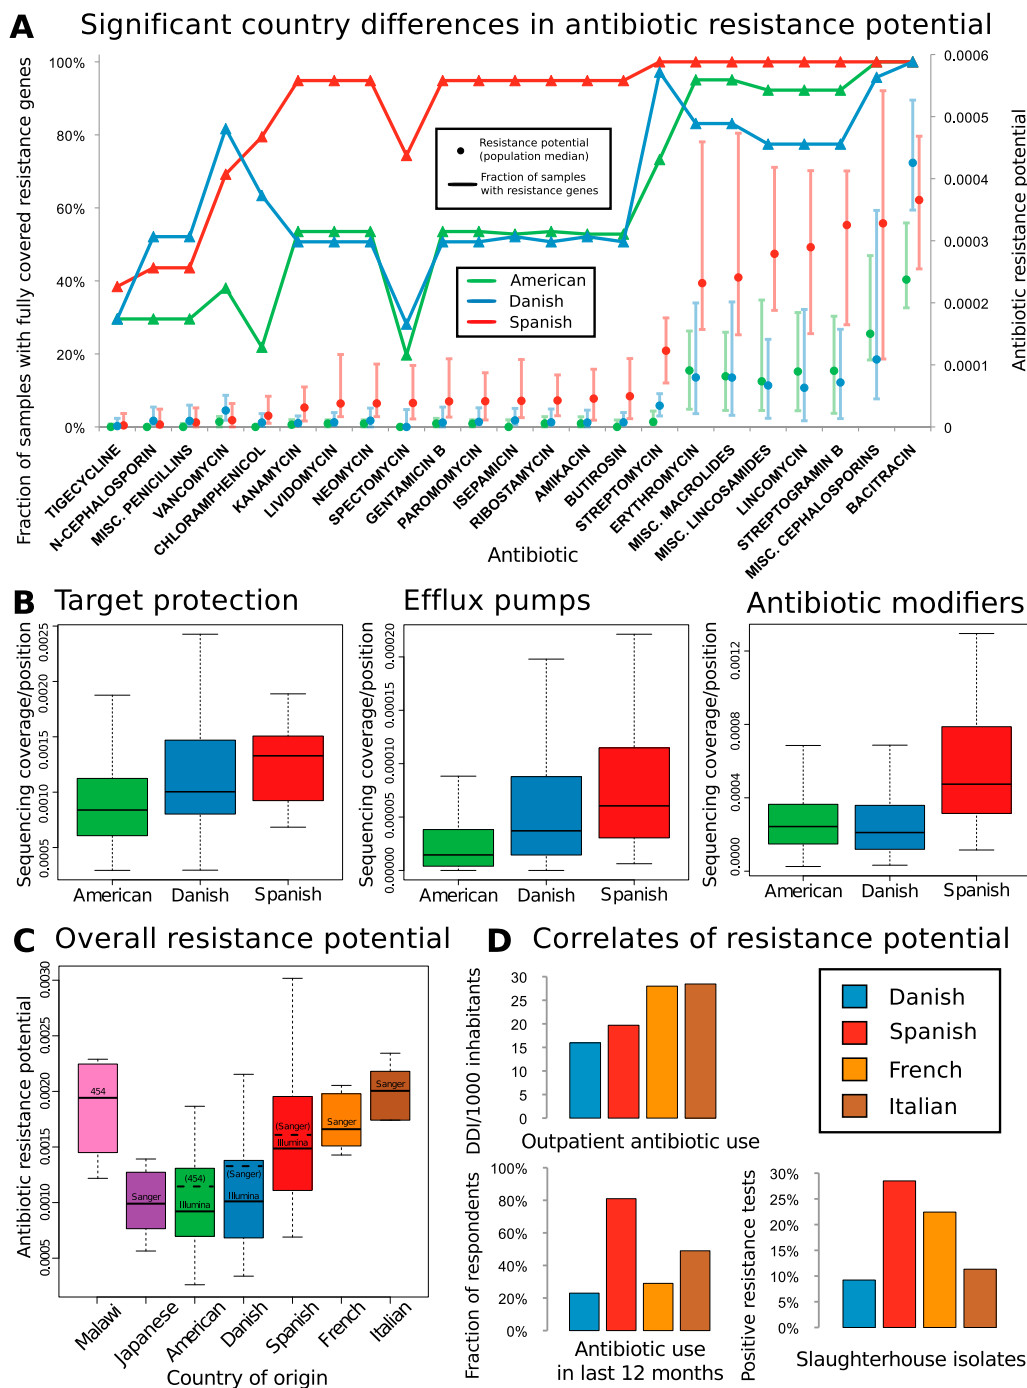 A Significant country differences in antibiotic resistance potential
Fraction of samples with fully covered resistance genes
100%
80%
60%
40%
20%
0%
0.0006
0.0005
0.0004
0.0003
0.0002
0.0001
0
Antibiotic resistance potential
Resistance potential
(population median)
Fraction of samples
with resistance genes
American
Danish
Spanish
TIGECYCLINE
N-CEPHALOSPORIN
MISC. PENICILLINS
VANCOMYCIN
CHLORAMPHENICOL
KANAMYCIN
LIVIDOMYCIN
NEOMYCIN
SPECTOMYCIN
GENTAMICIN B
PAROMOMYCIN
ISEPAMICIN
RIBOSTAMYCIN
AMIKACIN
BUTIROSIN
STREPTOMYCIN
ERYTHROMYCIN
MISC. MACROLIDES
MISC. LINCOSAMIDES
LINCOMYCIN
STREPTOGRAMIN B
MISC. CEPHALOSPORINS
BACITRACIN
Antibiotic
B Target protection
Sequencing coverage/position
0.0025
0.0020
0.0015
0.0010
0.0005
American Danish Spanish
Efflux pumps
Sequencing coverage/position
0.00020
0.00015
0.00010
0.00005
0.00000
American Danish Spanish
Antibiotic modifiers
Sequencing coverage/position
0.0012
0.0008
0.0004
0.0000
American Danish Spanish
C Overall resistance potential
Antibiotic resistance potential
0.0030
0.0025
0.0020
0.0015
0.0010
0.0005
454
Sanger
(454)
Illumina
(Sanger)
Illumina
(Sanger)
Illumina
Sanger
Sanger
Malawi
Japanese
American
Danish
Spanish
French
Italian
Country of origin
D Correlates of resistance potential
DDI/1000 inhabitants
30
25
20
15
10
5
0
Outpatient antibiotic use
Danish
Spanish
French
Italian
Fraction of respondents
100%
80%
60%
40%
20%
0%
Antibiotic use
in last 12 months
Positive resistance tests
30%
25%
20%
15%
10%
5%
0%
Slaughterhouse isolates